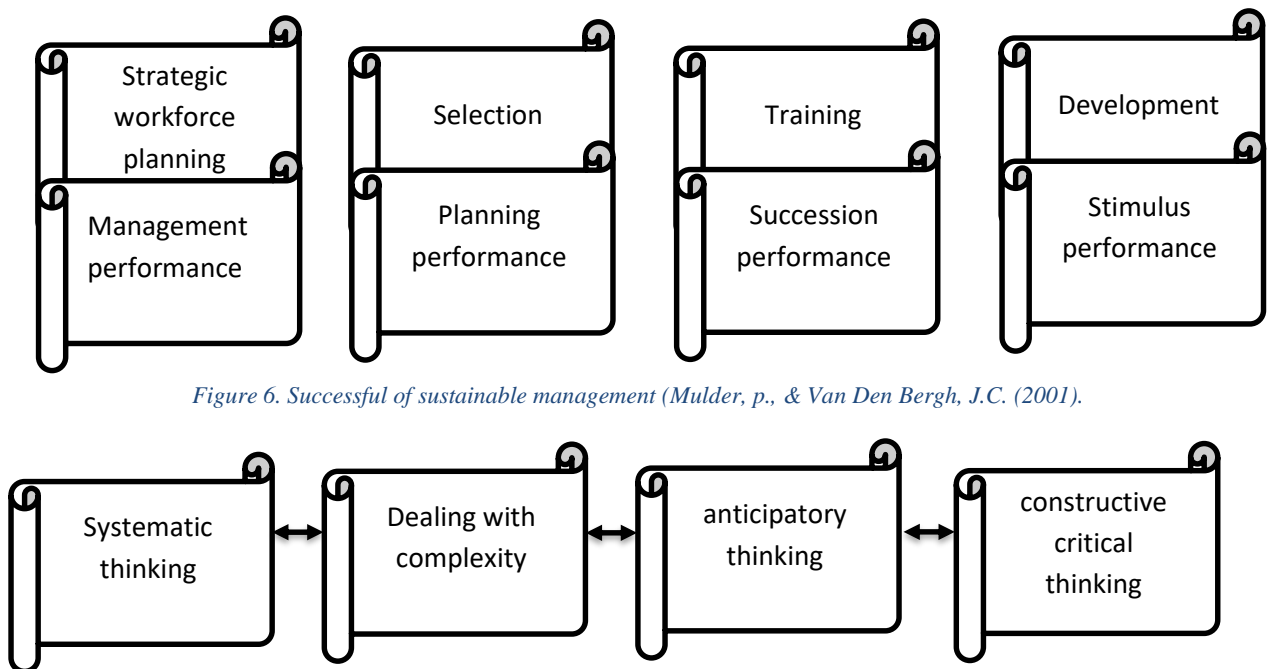 Strategic
workforce
planning
Selection
Training
Development
Management
performance
Planning
performance
Succession
performance
Stimulus
performance
Figure 6. Successful of sustainable management (Mulder, p., & Van Den Bergh, J.C. (2001).
Systematic
thinking
Dealing with
complexity
anticipatory
thinking
constructive
critical
thinking